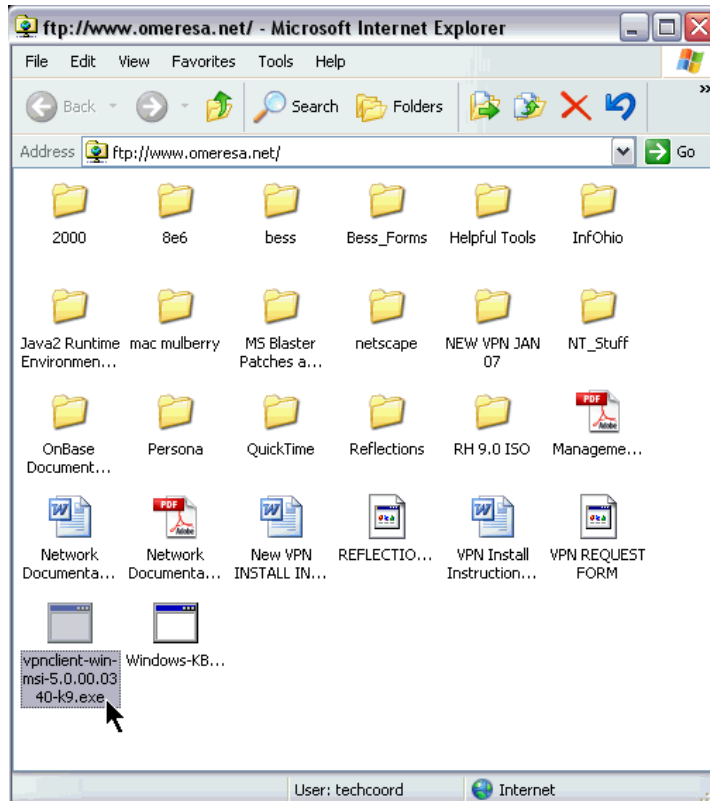 ftp://www.omeresa.net/ - Microsoft Internet Explorer
File Edit View Favorites Tools Help
Back Search Folders »
Address ftp://www.omeresa.net/ Go
2000 8e6 bess Bess_Forms Helpful Tools InfOhio
Java2 Runtime mac mulberry MS Blaster netscape NEW VPN JAN NT_Stuff
Environmen... Patches a... 07
PDF
OnBase Persona QuickTime Reflections RH 9.0 ISO Manageme...
Document...
PDF
Network Network New VPN REFLECTIO... VPN Install VPN REQUEST
Documenta... Documenta... INSTALL IN... Instruction... FORM
vpnclient-win- Windows-KB...
msi-5.0.00.03
40-k9.exe
User: techcoord Internet